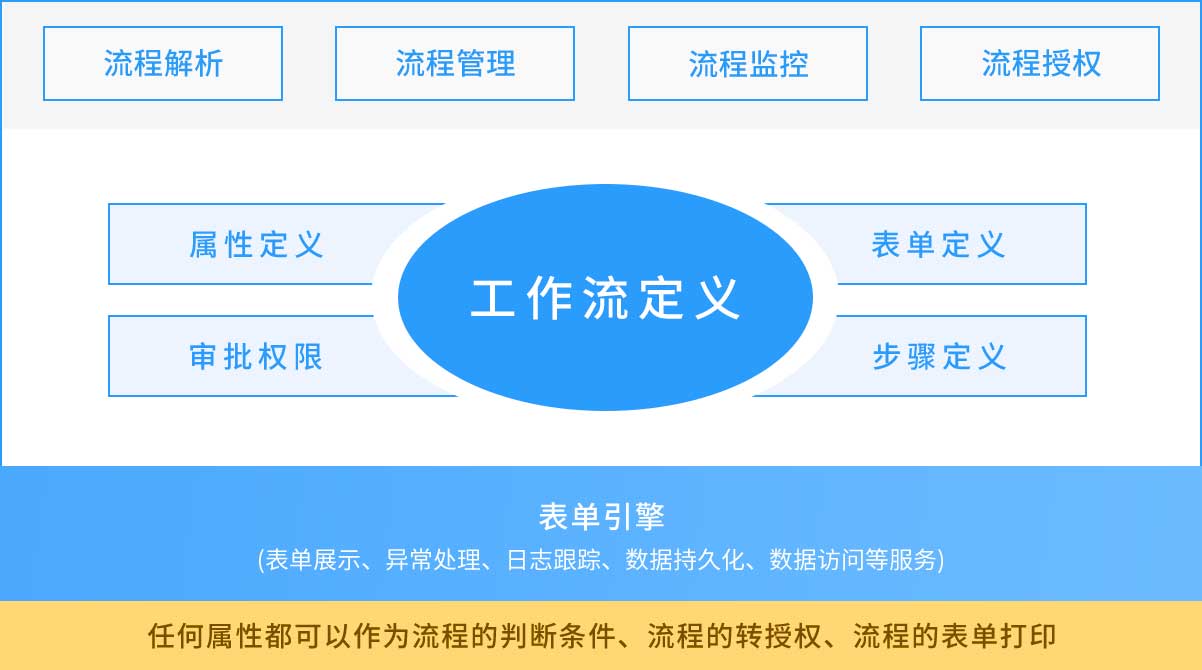 流程解析
流程管理
流程监控
流程授权
属性定义
表单定义
工作流定义
审批权限
步骤定义
表单引擎
(表单展示、异常处理、日志跟踪、数据持久化、数据访问等服务)
任何属性都可以作为流程的判断条件、流程的转授权、流程的表单打印